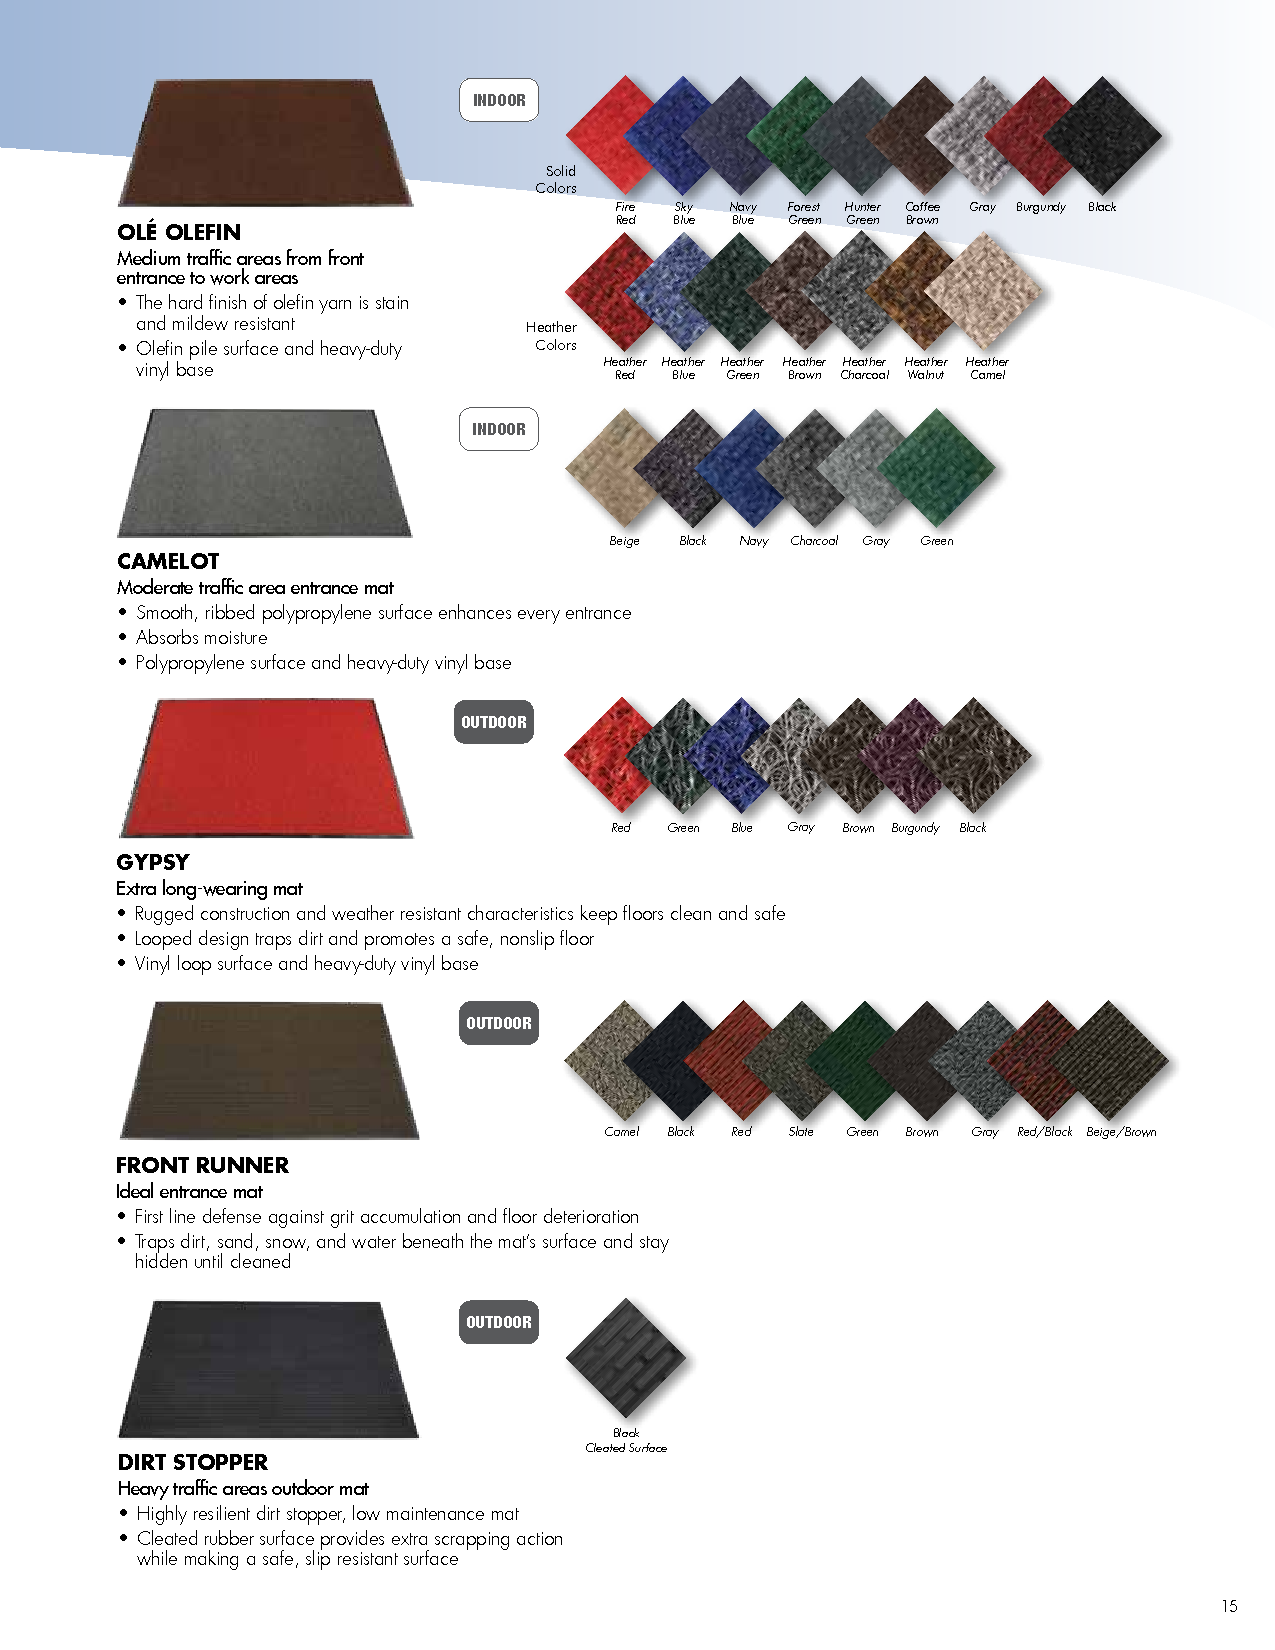 INDOOR
Solid
Colors
Fire Red
Sky Blue
Navy Blue
Forest Green
Hunter Green
Coffee Brown
Gray
Burgundy
Black
OLÉ OLEFIN
Medium traffic areas from front
entrance to work areas
• The hard finish of olefin yarn is stain
and mildew resistant
• Olefin pile surface and heavy-duty
vinyl base
Heather
Colors
Heather Red
Heather Blue
Heather Green
Heather Brown
Heather Charcoal
Heather Walnut
Heather Camel
INDOOR
Beige Black Navy Charcoal Gray Green
CAMELOT
Moderate traffic area entrance mat
• Smooth, ribbed polypropylene surface enhances every entrance
• Absorbs moisture
• Polypropylene surface and heavy-duty vinyl base
OUTDOOR
Red Green Blue Gray Brown Burgundy Black
GYPSY
Extra long-wearing mat
• Rugged construction and weather resistant characteristics keep floors clean and safe
• Looped design traps dirt and promotes a safe, nonslip floor
• Vinyl loop surface and heavy-duty vinyl base
OUTDOOR
Camel Black Red Slate Green Brown Gray Red/Black Beige/Brown
FRONT RUNNER
Ideal entrance mat
• First line defense against grit accumulation and floor deterioration
• Traps dirt, sand, snow, and water beneath the mat's surface and stay
hidden until cleaned
OUTDOOR
Black
Cleated Surface
DIRT STOPPER
Heavy traffic areas outdoor mat
• Highly resilient dirt stopper, low maintenance mat
• Cleated rubber surface provides extra scrapping action
while making a safe, slip resistant surface
15